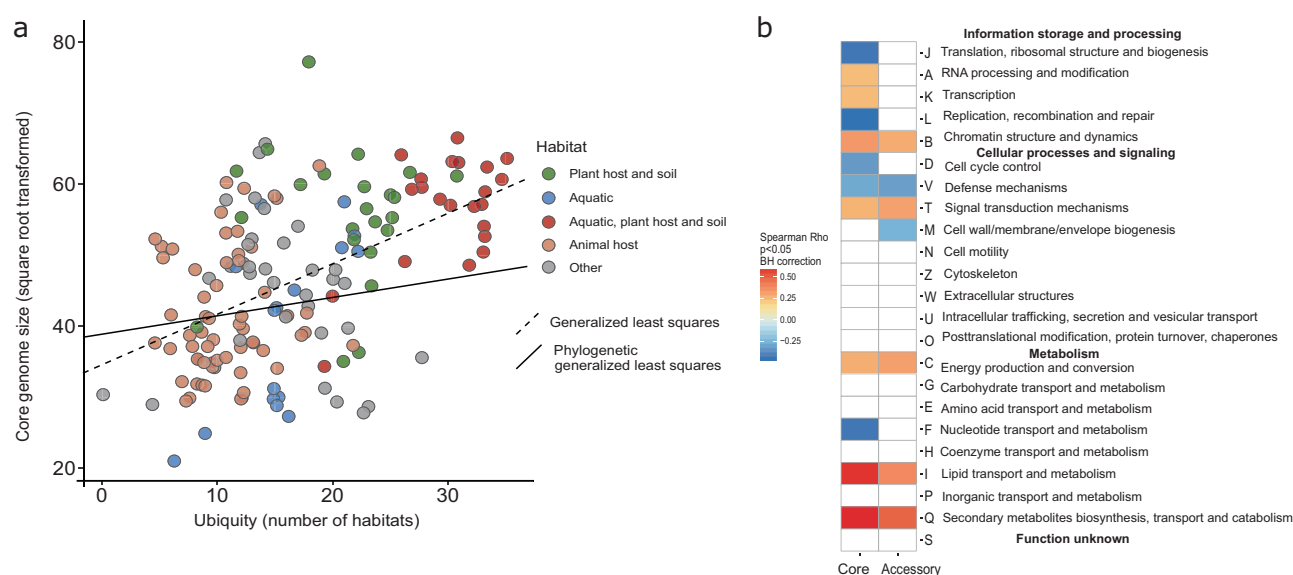 a
80
60
40
20
0
10
20
30
Core genome size (square root transformed)
Ubiquity (number of habitats)
Habitat
Plant host and soil
Aquatic
Aquatic, plant host and soil
Animal host
Other
Generalized least squares
Phylogenetic
generalized least squares
b
Spearman Rho
p<0.05
BH correction
0.50
0.25
0.00
−0.25
Information storage and processing
J Translation, ribosomal structure and biogenesis
A RNA processing and modification
K Transcription
L Replication, recombination and repair
B Chromatin structure and dynamics
Cellular processes and signaling
D Cell cycle control
V Defense mechanisms
T Signal transduction mechanisms
M Cell wall/membrane/envelope biogenesis
N Cell motility
Z Cytoskeleton
W Extracellular structures
U Intracellular trafficking, secretion and vesicular transport
O Posttranslational modification, protein turnover, chaperones
Metabolism
C Energy production and conversion
G Carbohydrate transport and metabolism
E Amino acid transport and metabolism
F Nucleotide transport and metabolism
H Coenzyme transport and metabolism
I Lipid transport and metabolism
P Inorganic transport and metabolism
Q Secondary metabolites biosynthesis, transport and catabolism
S Function unknown
Core Accessory